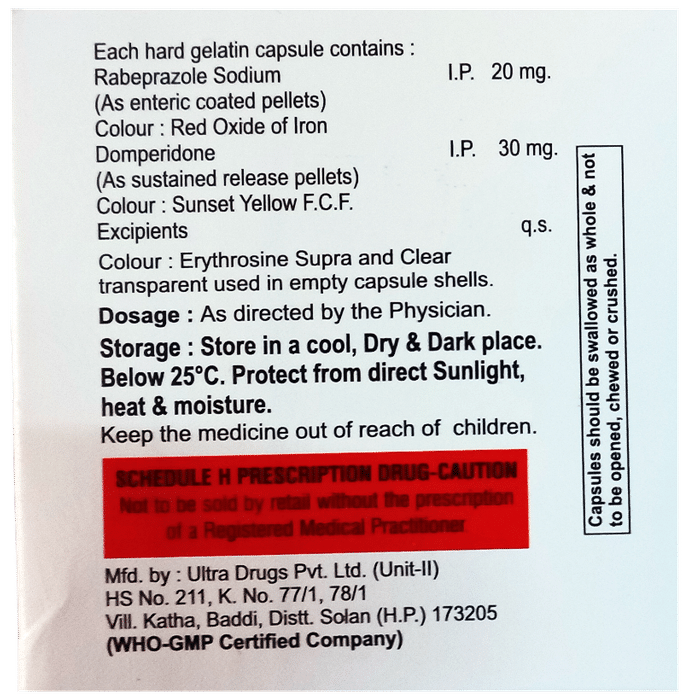 Each hard gelatin capsule contains :
Rabeprazole Sodium I.P. 20 mg.
(As enteric coated pellets)
Colour : Red Oxide of Iron
Domperidone I.P. 30 mg.
(As sustained release pellets)
Colour : Sunset Yellow F.C.F.
Excipients q.s.
Colour : Erythrosine Supra and Clear
transparent used in empty capsule shells.
Dosage : As directed by the Physician.
Storage : Store in a cool, Dry & Dark place.
Below 25°C. Protect from direct Sunlight,
heat & moisture.
Keep the medicine out of reach of children.
SCHEDULE H PRESCRIPTION DRUG-CAUTION
Not to be sold by retail without the prescription
of a Registered Medical Practitioner
Mfd. by : Ultra Drugs Pvt. Ltd. (Unit-II)
HS No. 211, K. No. 77/1, 78/1
Vill. Katha, Baddi, Distt. Solan (H.P.) 173205
(WHO-GMP Certified Company)
Capsules should be swallowed as whole & not
to be opened, chewed or crushed.